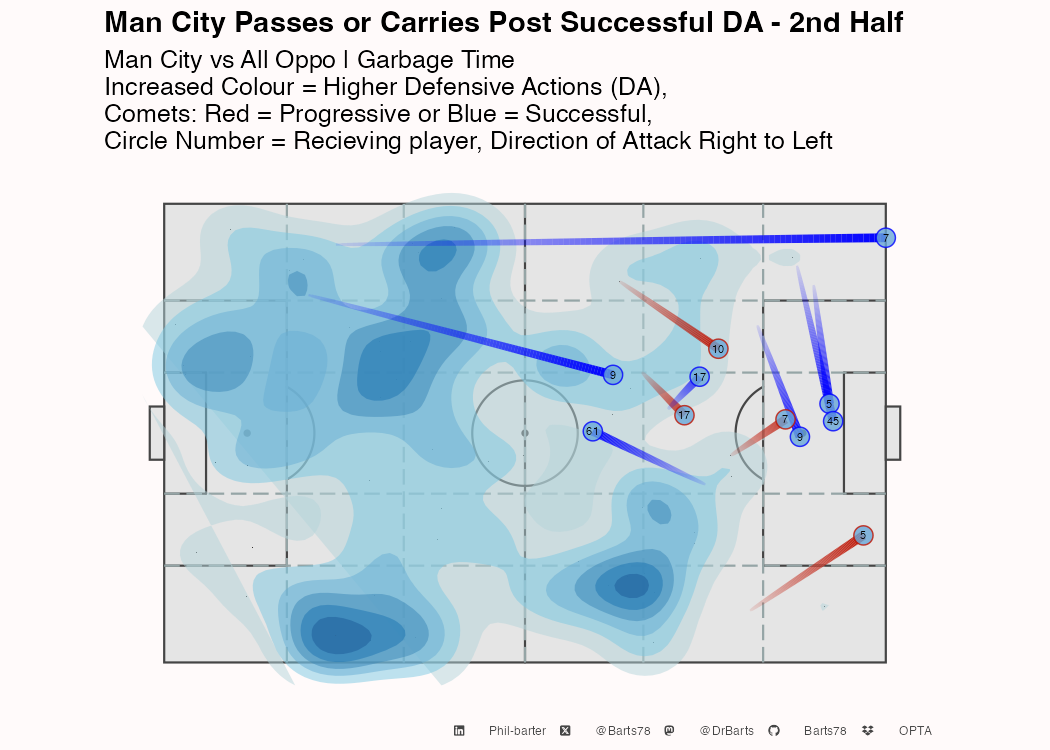 Man City Passes or Carries Post Successful DA - 2nd Half
Man City vs All Oppo | Garbage Time
Increased Colour = Higher Defensive Actions (DA),
Comets: Red = Progressive or Blue = Successful,
Circle Number = Recieving player, Direction of Attack Right to Left
7
10
9
17
5
17
7
45
61
9
5
Phil-barter @Barts78 @DrBarts Barts78 OPTA